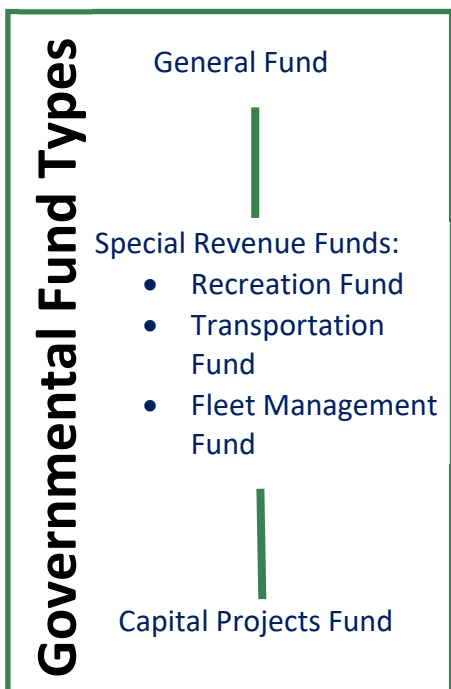 Governmental Fund Types
General Fund
Special Revenue Funds:
• Recreation Fund
• Transportation
Fund
• Fleet Management
Fund
Capital Projects Fund